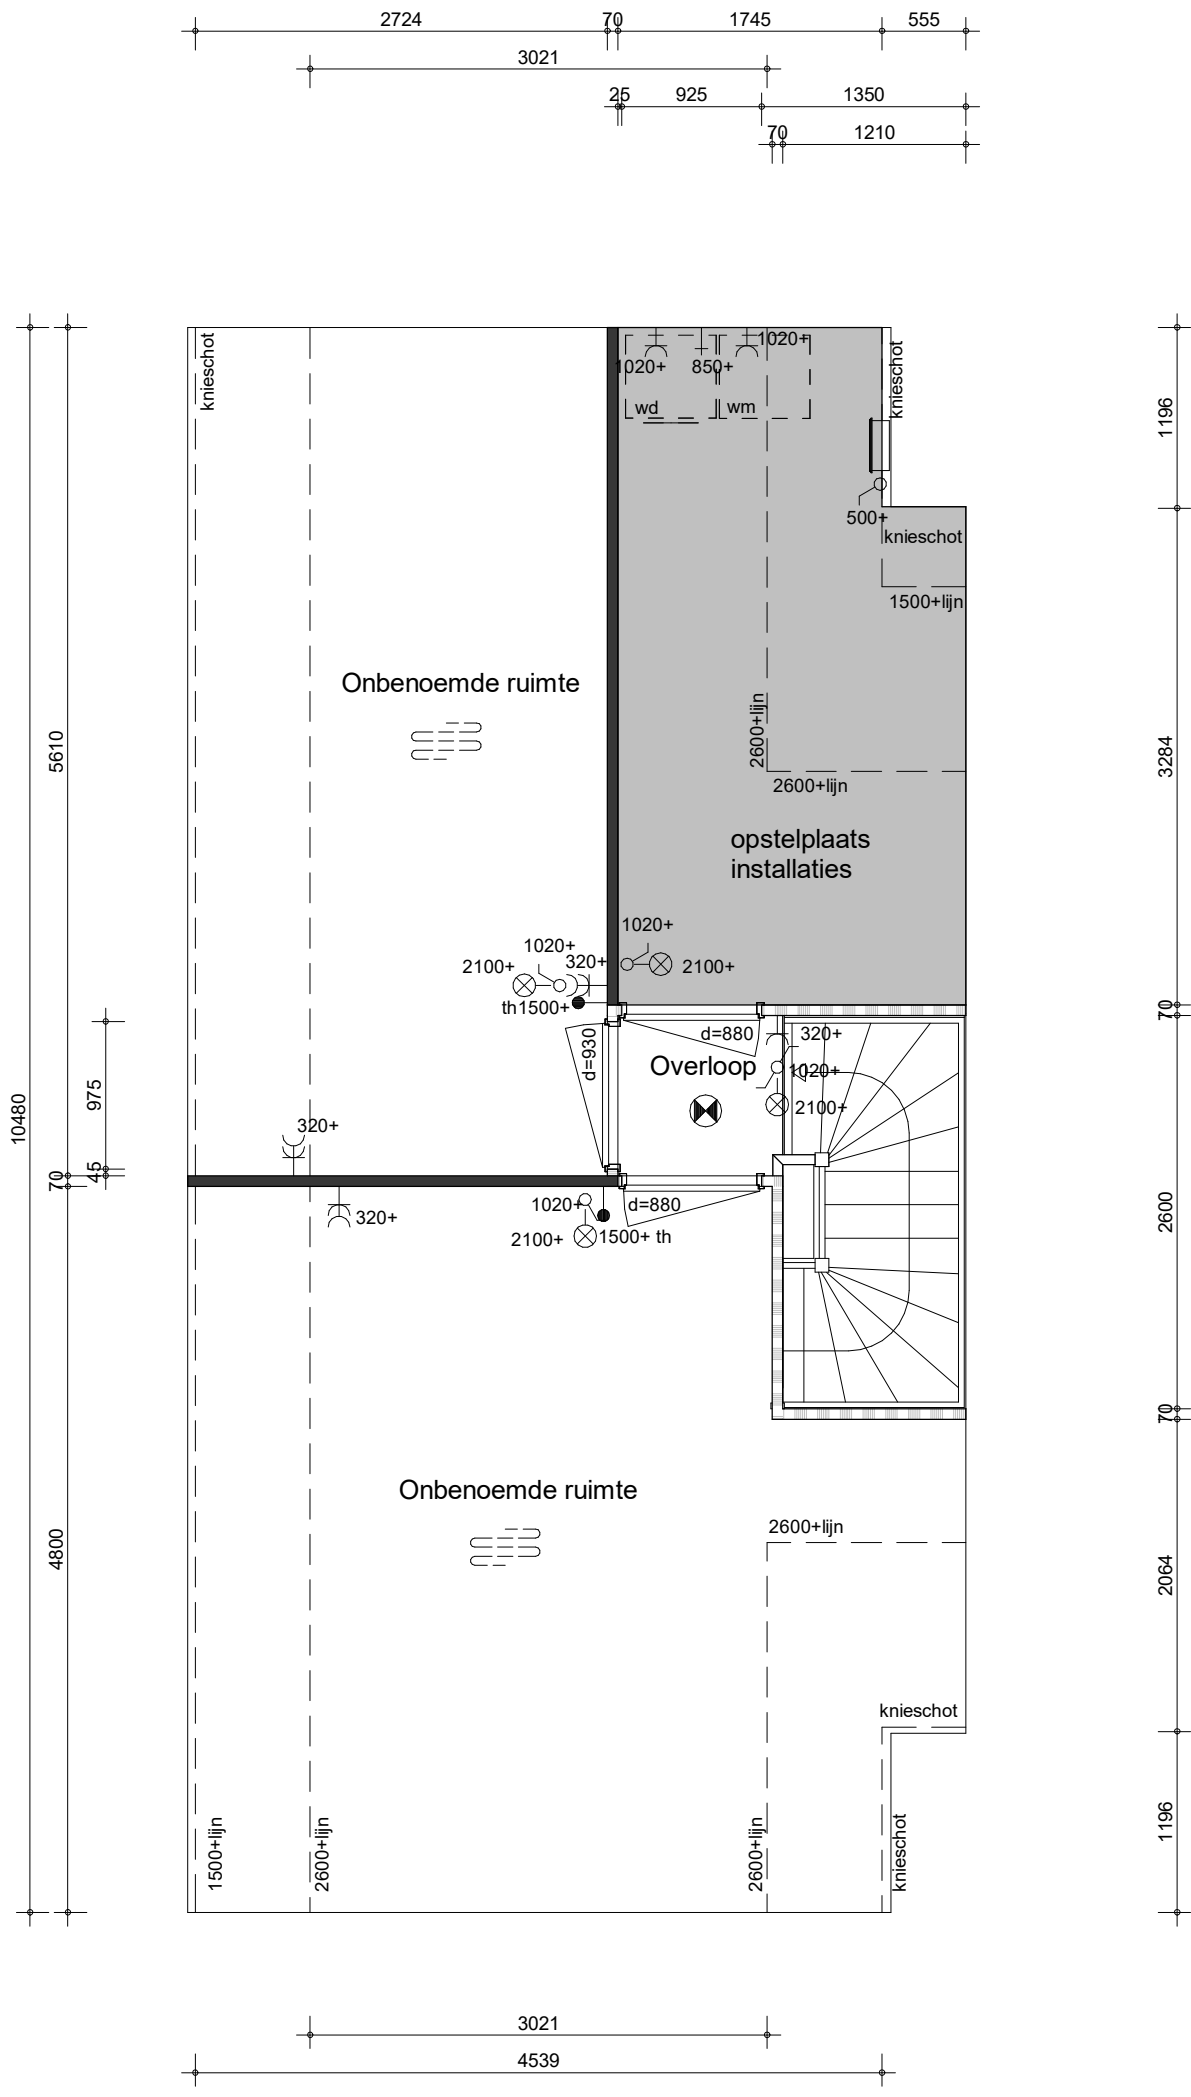 2724
70
1745
555
3021
25
925
1350
70
1210
knieschot
1020+
1020+
850+
wd
wm
knieschot
1196
500+
knieschot
1500+lijn
Onbenoemde ruimte
2600+lijn
2600+lijn
5610
3284
opstelplaats
installaties
1020+
1020+
320+
2100+
2100+
th1500+
70
d=930
d=880
320+
Overloop
1020+
2100+
975
10480
320+
45
70
1020+
d=880
320+
2100+
1500+ th
2600
70
Onbenoemde ruimte
2600+lijn
4800
2064
knieschot
1500+lijn
2600+lijn
2600+lijn
knieschot
1196
3021
4539